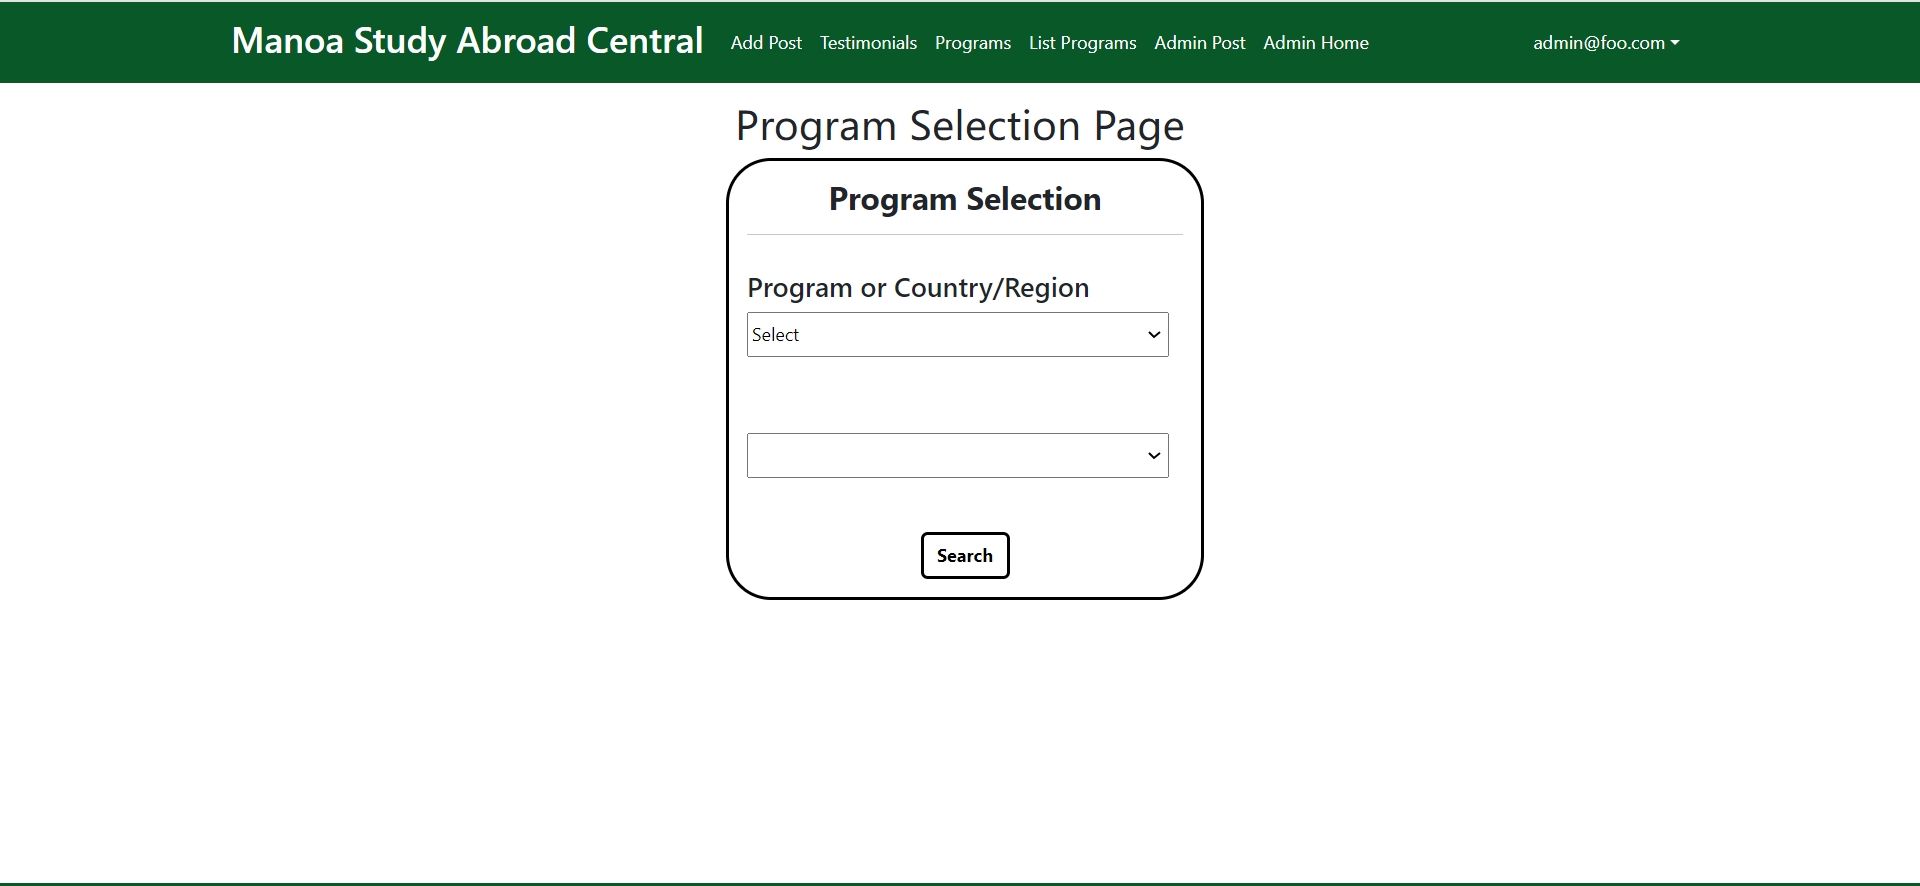 Manoa Study Abroad Central Add Post Testimonials Programs List Programs Admin Post Admin Home admin@foo.com
Program Selection Page
Program Selection
Program or Country/Region
Select
Search